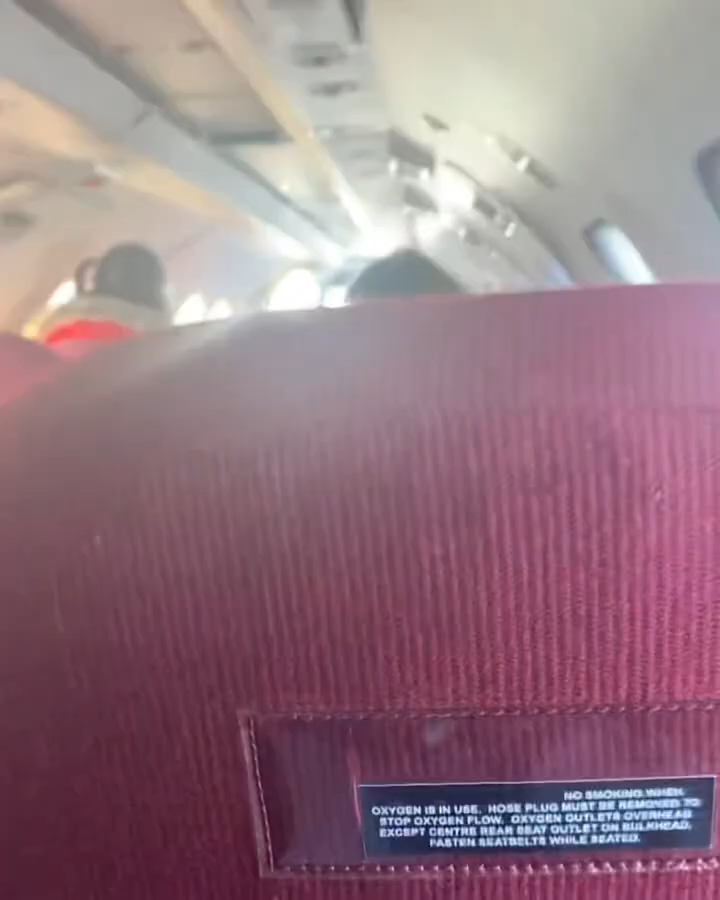 NO SMOKING WHEN
OXYGEN IS IN USE. HOSE PLUG MUST BE REMOVED TO
STOP OXYGEN FLOW. OXYGEN OUTLETS OVERHEAD
EXCEPT CENTRE REAR SEAT OUTLET ON BULKHEAD.
FASTEN SEATBELTS WHILE SEATED.